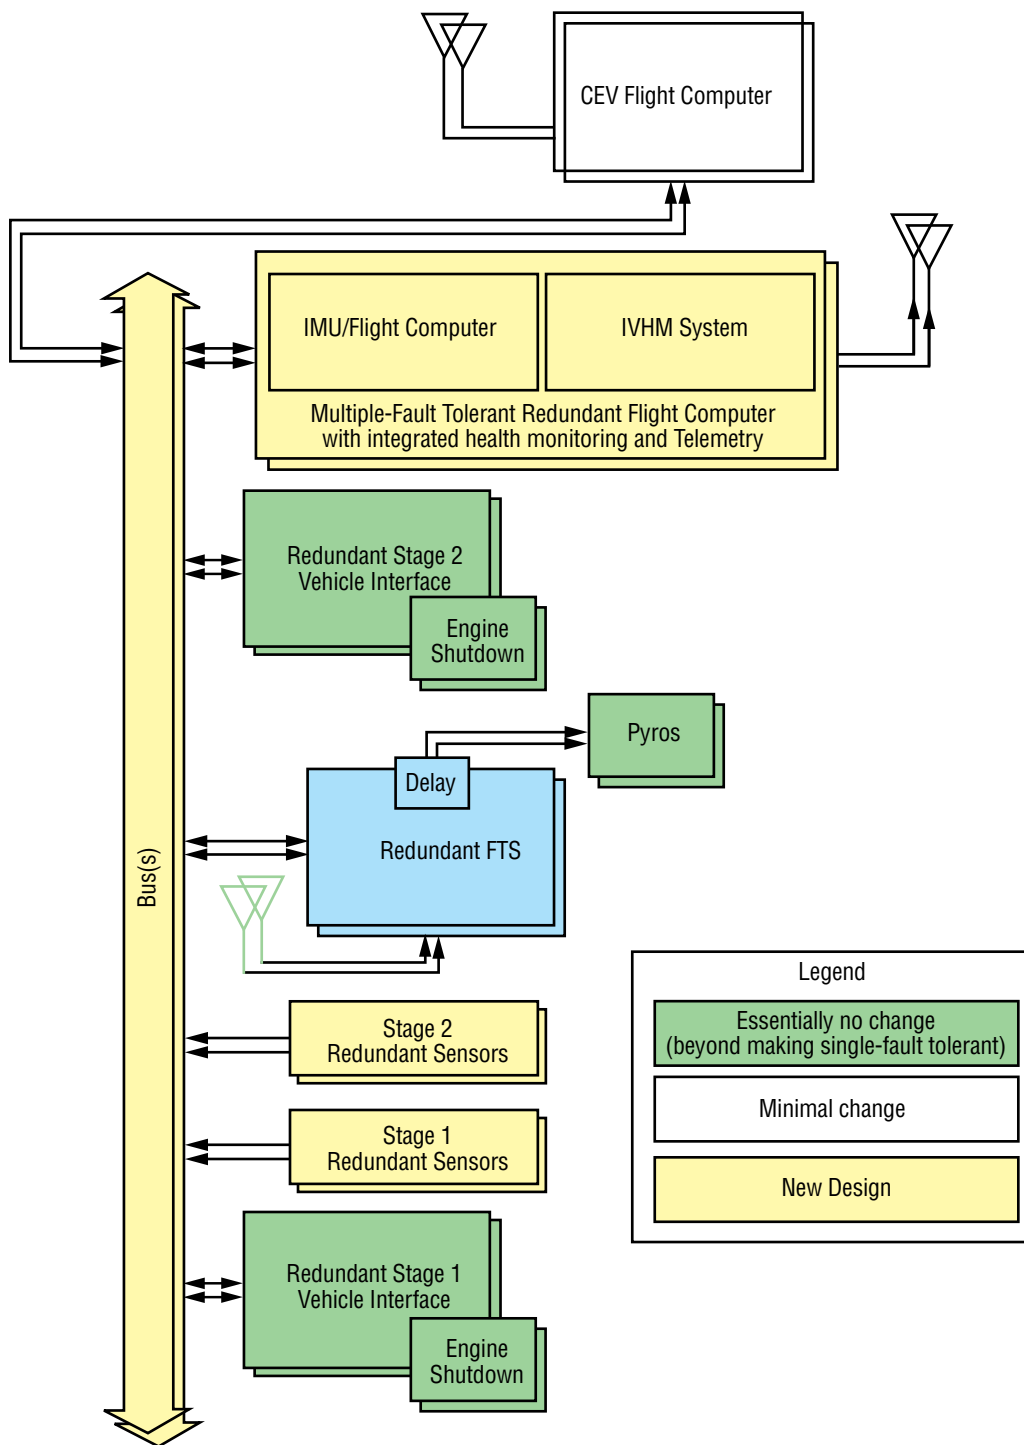 CEV Flight Computer
IMU/Flight Computer
IVHM System
Multiple-Fault Tolerant Redundant Flight Computer
with integrated health monitoring and Telemetry
Redundant Stage 2
Vehicle Interface
Engine
Shutdown
Pyros
Delay
Redundant FTS
Bus(s)
Stage 2
Redundant Sensors
Stage 1
Redundant Sensors
Redundant Stage 1
Vehicle Interface
Engine
Shutdown
Legend
Essentially no change
(beyond making single-fault tolerant)
Minimal change
New Design